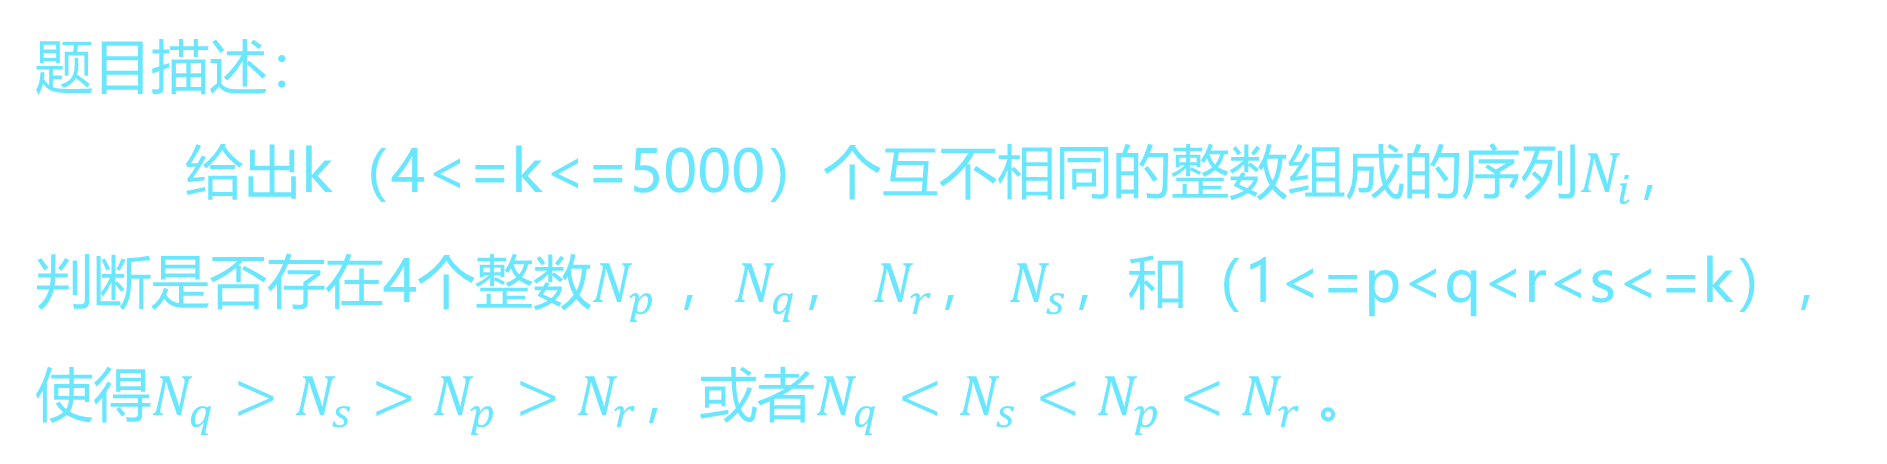 题目描述：
给出k（4<=k<=5000）个互不相同的整数组成的序列N_i，
判断是否存在4个整数N_p ，N_q，N_r，N_s，和（1<=p<q<r<s<=k），
使得N_q > N_s > N_p > N_r，或者N_q < N_s < N_p < N_r 。